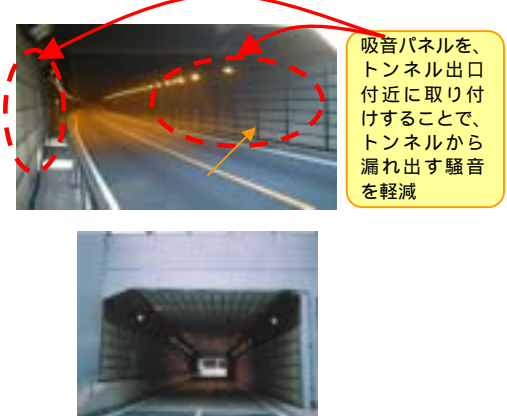 吸音パネルを、
トンネル出口
付近に取り付
けすることで、
トンネルから
漏れ出す騒音
を軽減